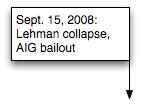 Sept. 15, 2008:
Lehman collapse,
AIG bailout